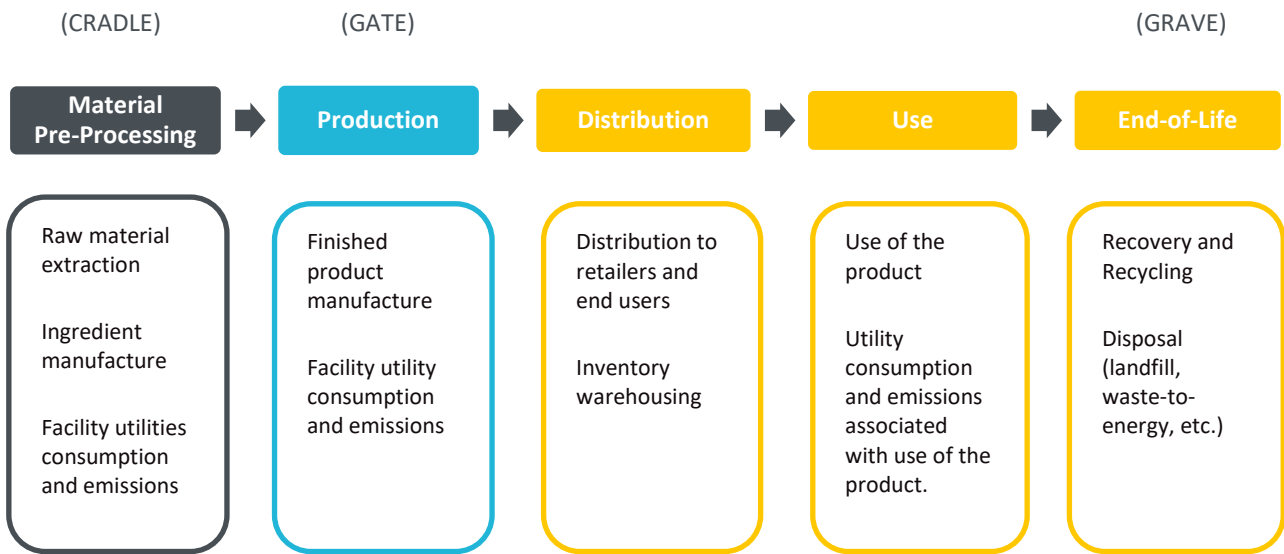 (CRADLE)
(GATE)
(GRAVE)
Material
Pre-Processing
Production
Distribution
Use
End-of-Life
Raw material
extraction
Ingredient
manufacture
Facility utilities
consumption
and emissions
Finished
product
manufacture
Facility utility
consumption
and emissions
Distribution to
retailers and
end users
Inventory
warehousing
Use of the
product
Utility
consumption
and emissions
associated
with use of the
product.
Recovery and
Recycling
Disposal
(landfill,
waste-to-
energy, etc.)